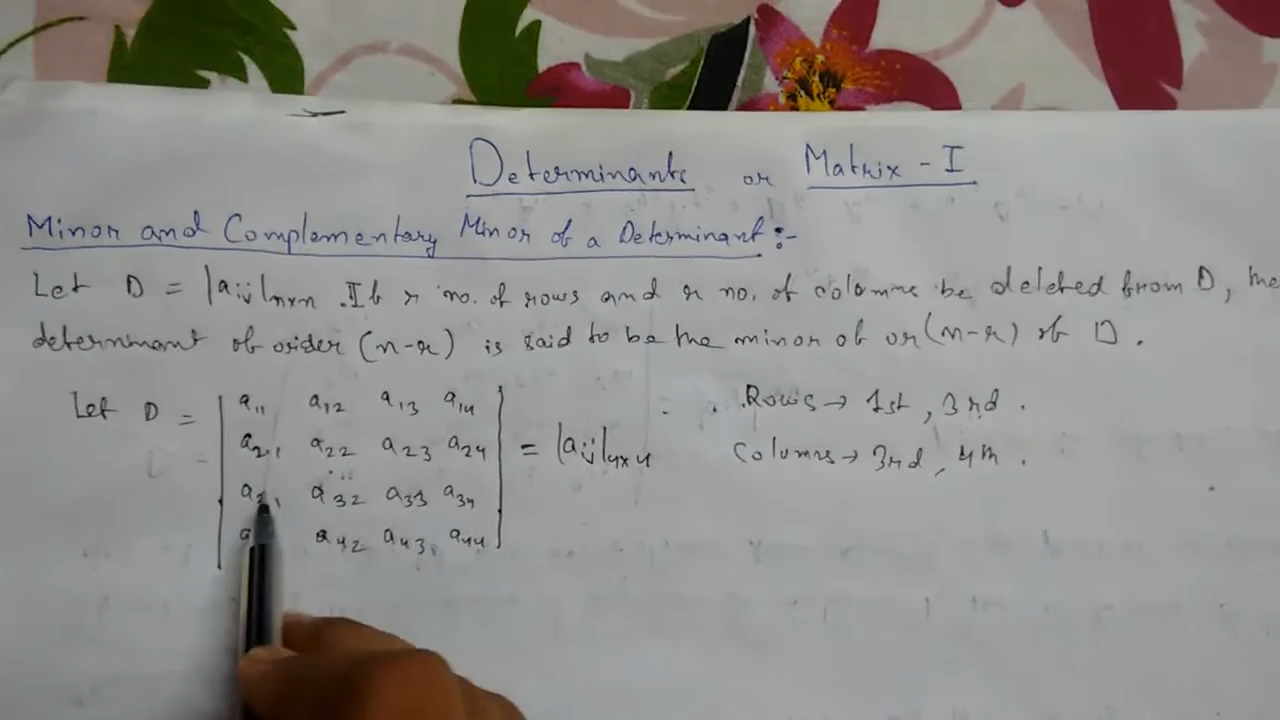 Determinants or Matrix - I
Minor and Complementary Minor of a Determinant :-
Let D = |aij|nxn . If r no. of rows and r no. of columns be deleted from D, the
determinant of order (n-r) is said to be the minor of or (n-r) of D.
Let D = | a11 a12 a13 a14 | Rows → 1st, 3rd .
a21 a22 a23 a24 = |aij|4x4 Columns → 3rd, 4th .
a31 a32 a33 a34
a a42 a43 a44